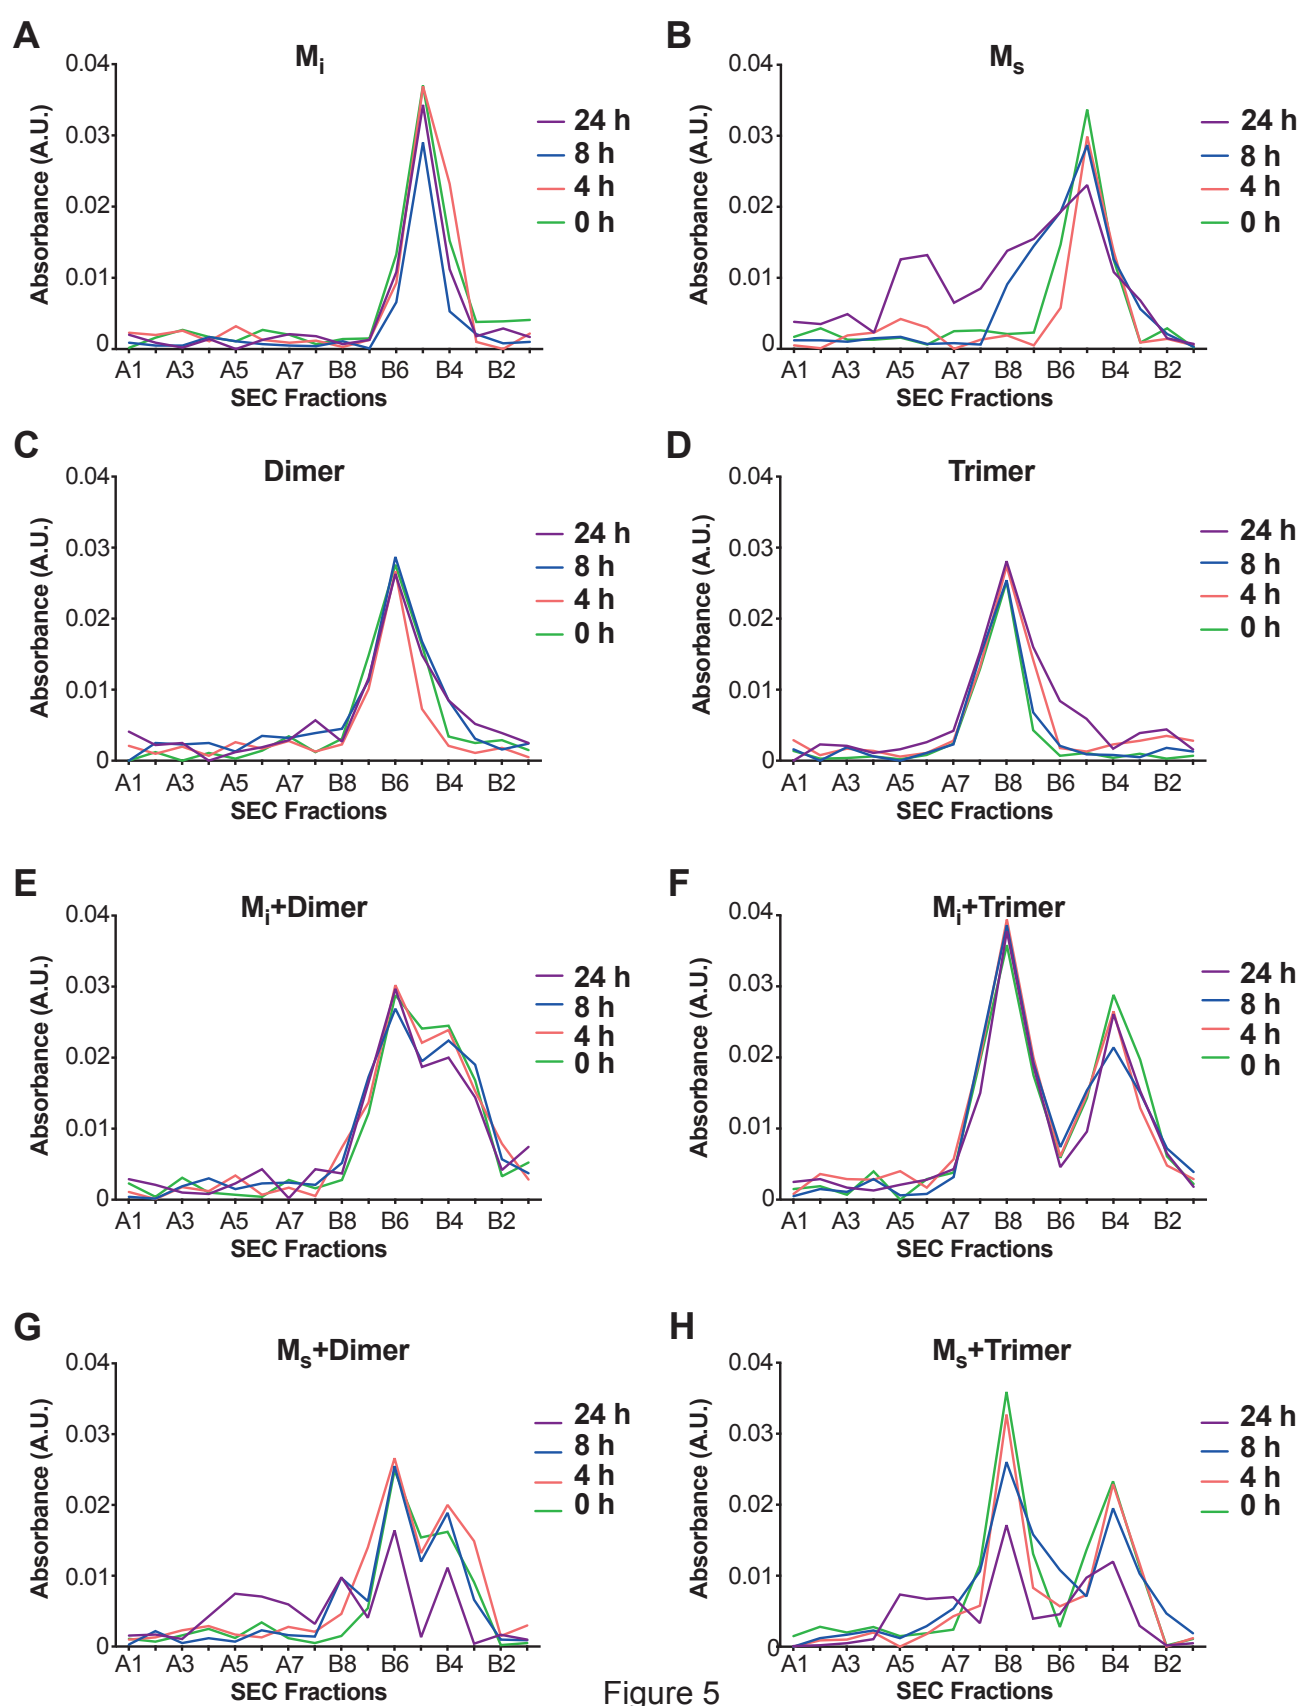 A
M_i
0.04
0.03
0.02
0.01
0
Absorbance (A.U.)
24 h
8 h
4 h
0 h
A1 A3 A5 A7 B8 B6 B4 B2
SEC Fractions
B
M_s
0.04
0.03
0.02
0.01
0
Absorbance (A.U.)
24 h
8 h
4 h
0 h
A1 A3 A5 A7 B8 B6 B4 B2
SEC Fractions
C
Dimer
0.04
0.03
0.02
0.01
0
Absorbance (A.U.)
24 h
8 h
4 h
0 h
A1 A3 A5 A7 B8 B6 B4 B2
SEC Fractions
D
Trimer
0.04
0.03
0.02
0.01
0
Absorbance (A.U.)
24 h
8 h
4 h
0 h
A1 A3 A5 A7 B8 B6 B4 B2
SEC Fractions
E
M_i+Dimer
0.04
0.03
0.02
0.01
0
Absorbance (A.U.)
24 h
8 h
4 h
0 h
A1 A3 A5 A7 B8 B6 B4 B2
SEC Fractions
F
M_i+Trimer
0.04
0.03
0.02
0.01
0
Absorbance (A.U.)
24 h
8 h
4 h
0 h
A1 A3 A5 A7 B8 B6 B4 B2
SEC Fractions
G
M_s+Dimer
0.04
0.03
0.02
0.01
0
Absorbance (A.U.)
24 h
8 h
4 h
0 h
A1 A3 A5 A7 B8 B6 B4 B2
SEC Fractions
H
M_s+Trimer
0.04
0.03
0.02
0.01
0
Absorbance (A.U.)
24 h
8 h
4 h
0 h
A1 A3 A5 A7 B8 B6 B4 B2
SEC Fractions
Figure 5